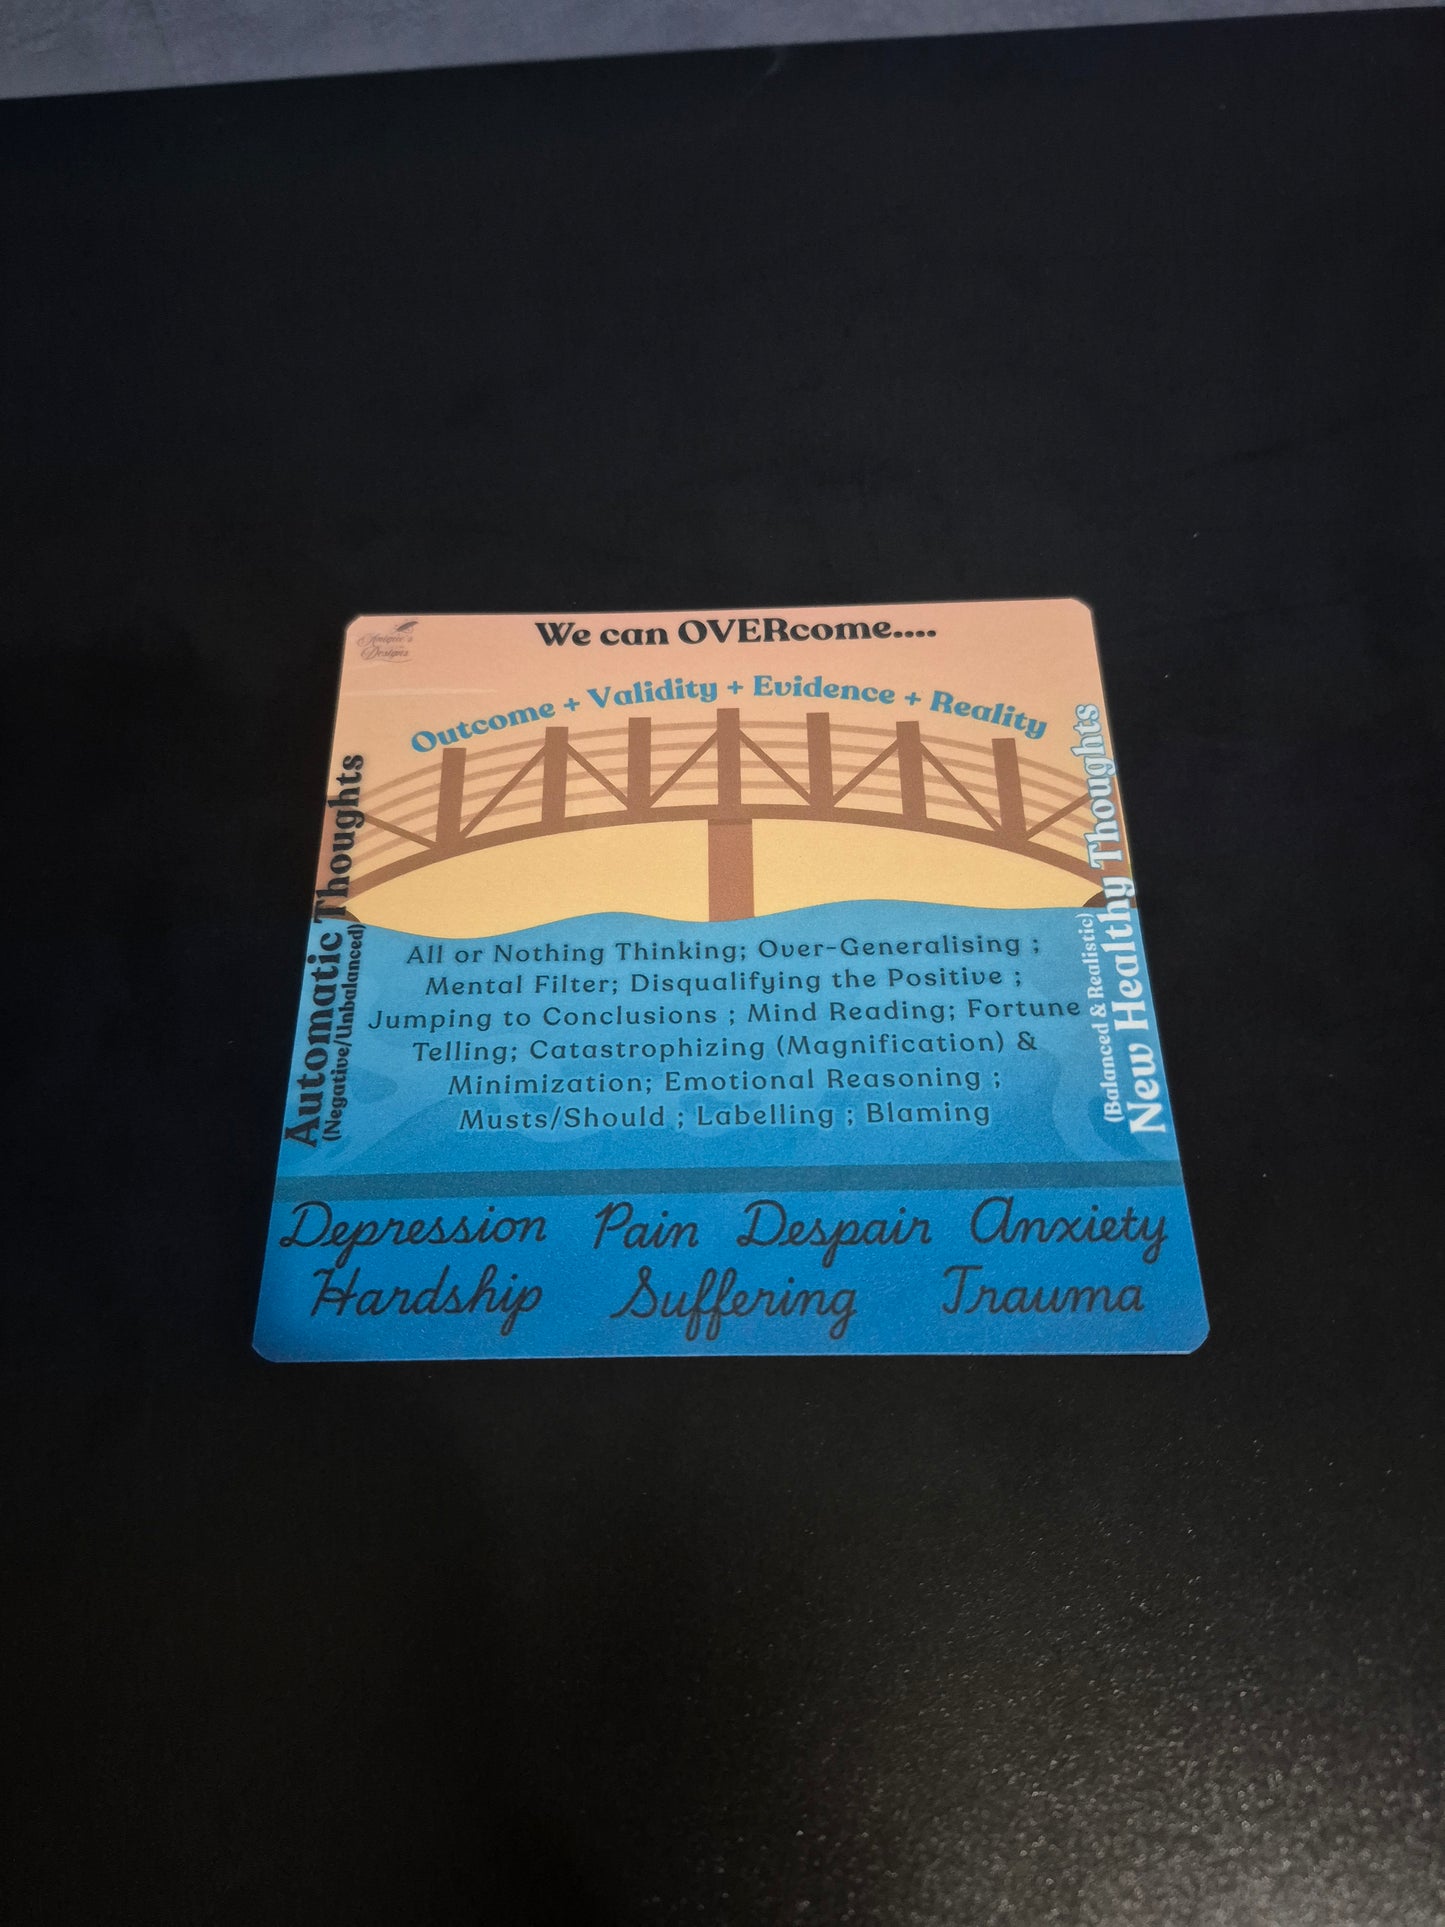 Anique's
Designs
We can OVERcome....
Outcome + Validity + Evidence + Reality
Automatic Thoughts
(Negative/Unbalanced)
All or Nothing Thinking; Over-Generalising ;
Mental Filter; Disqualifying the Positive ;
Jumping to Conclusions ; Mind Reading; Fortune
Telling; Catastrophizing (Magnification) &
Minimization; Emotional Reasoning ;
Musts/Should ; Labelling ; Blaming
(Balanced & Realistic)
New Healthy Thoughts
Depression Pain Despair Anxiety
Hardship Suffering Trauma